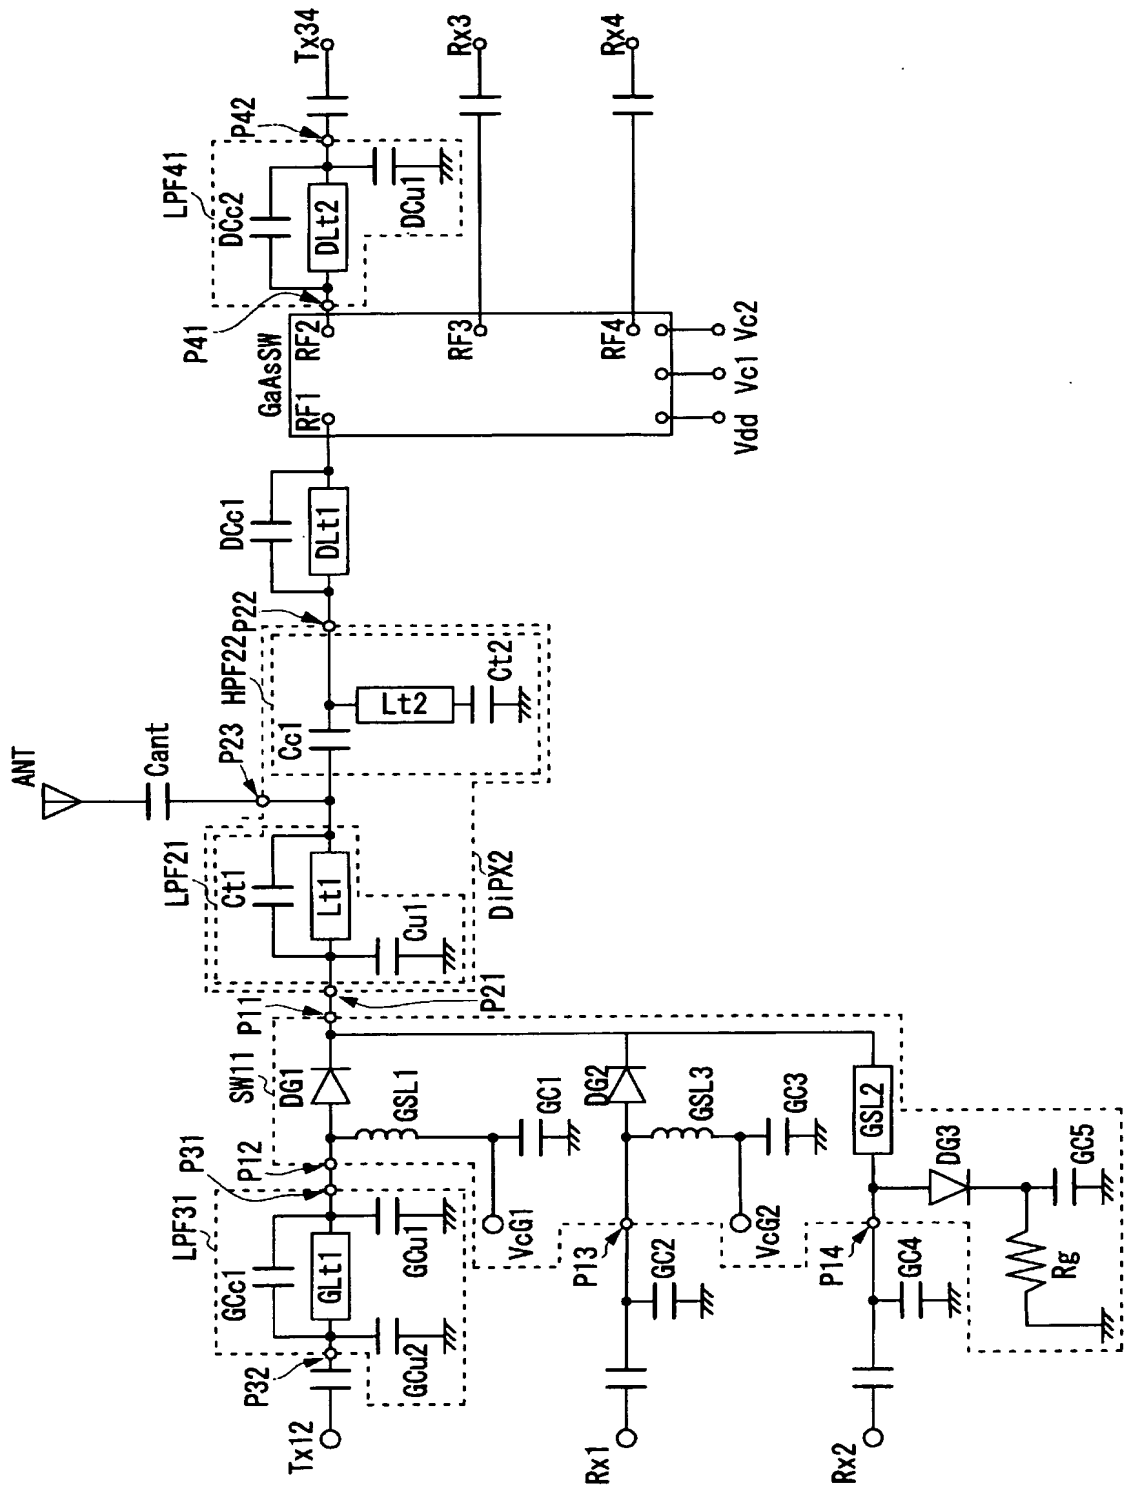 ANT
Cant
P23
Tx34
Rx3
Rx4
P42
LPF41
DCc2
DLt2
DCu1
P41
GaAsSW
RF1
RF2
RF3
RF4
Vdd
Vc1
Vc2
DCc1
DLt1
P22
HPF22
Cc1
Lt2
Ct2
LPF21
Ct1
Lt1
Cu1
DiPX2
P21
P11
SW11
DG1
GSL1
GC1
VcG1
P12
P31
LPF31
GCc1
GLt1
GCu1
GCu2
P32
Tx12
DG2
GSL3
GC3
VcG2
P13
GC2
Rx1
GSL2
DG3
GC5
Rg
P14
GC4
Rx2